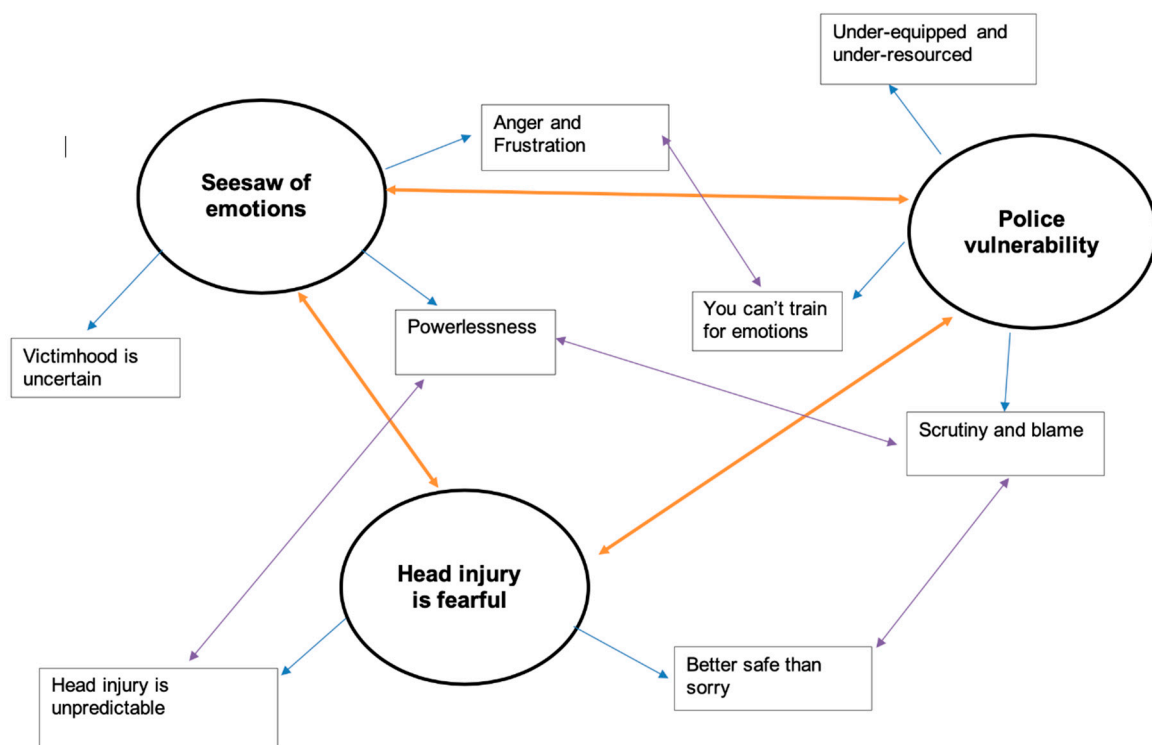 Under-equipped and
under-resourced
Anger and
Frustration
Seesaw of
emotions
Police
vulnerability
You can’t train
for emotions
Powerlessness
Victimhood is
uncertain
Scrutiny and blame
Head injury
is fearful
Better safe than
sorry
Head injury is
unpredictable